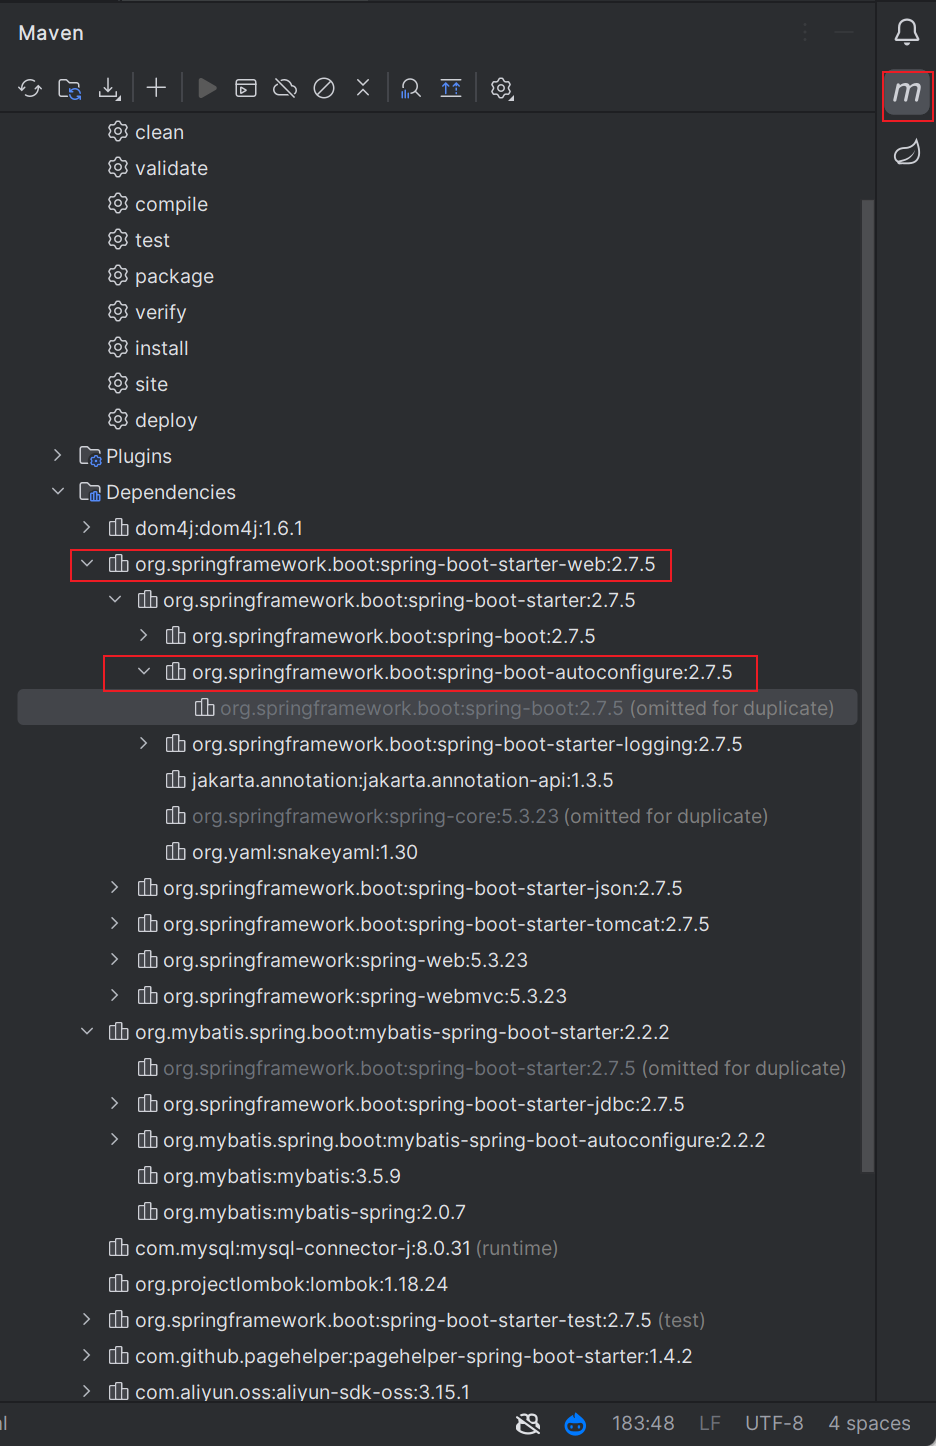 Maven
m
clean
validate
compile
test
package
verify
install
site
deploy
Plugins
Dependencies
dom4j:dom4j:1.6.1
org.springframework.boot:spring-boot-starter-web:2.7.5
org.springframework.boot:spring-boot-starter:2.7.5
org.springframework.boot:spring-boot:2.7.5
org.springframework.boot:spring-boot-autoconfigure:2.7.5
org.springframework.boot:spring-boot:2.7.5 (omitted for duplicate)
org.springframework.boot:spring-boot-starter-logging:2.7.5
jakarta.annotation:jakarta.annotation-api:1.3.5
org.springframework:spring-core:5.3.23 (omitted for duplicate)
org.yaml:snakeyaml:1.30
org.springframework.boot:spring-boot-starter-json:2.7.5
org.springframework.boot:spring-boot-starter-tomcat:2.7.5
org.springframework:spring-web:5.3.23
org.springframework:spring-webmvc:5.3.23
org.mybatis.spring.boot:mybatis-spring-boot-starter:2.2.2
org.springframework.boot:spring-boot-starter:2.7.5 (omitted for duplicate)
org.springframework.boot:spring-boot-starter-jdbc:2.7.5
org.mybatis.spring.boot:mybatis-spring-boot-autoconfigure:2.2.2
org.mybatis:mybatis:3.5.9
org.mybatis:mybatis-spring:2.0.7
com.mysql:mysql-connector-j:8.0.31 (runtime)
org.projectlombok:lombok:1.18.24
org.springframework.boot:spring-boot-starter-test:2.7.5 (test)
com.github.pagehelper:pagehelper-spring-boot-starter:1.4.2
com.aliyun.oss:aliyun-sdk-oss:3.15.1
183:48 LF UTF-8 4 spaces